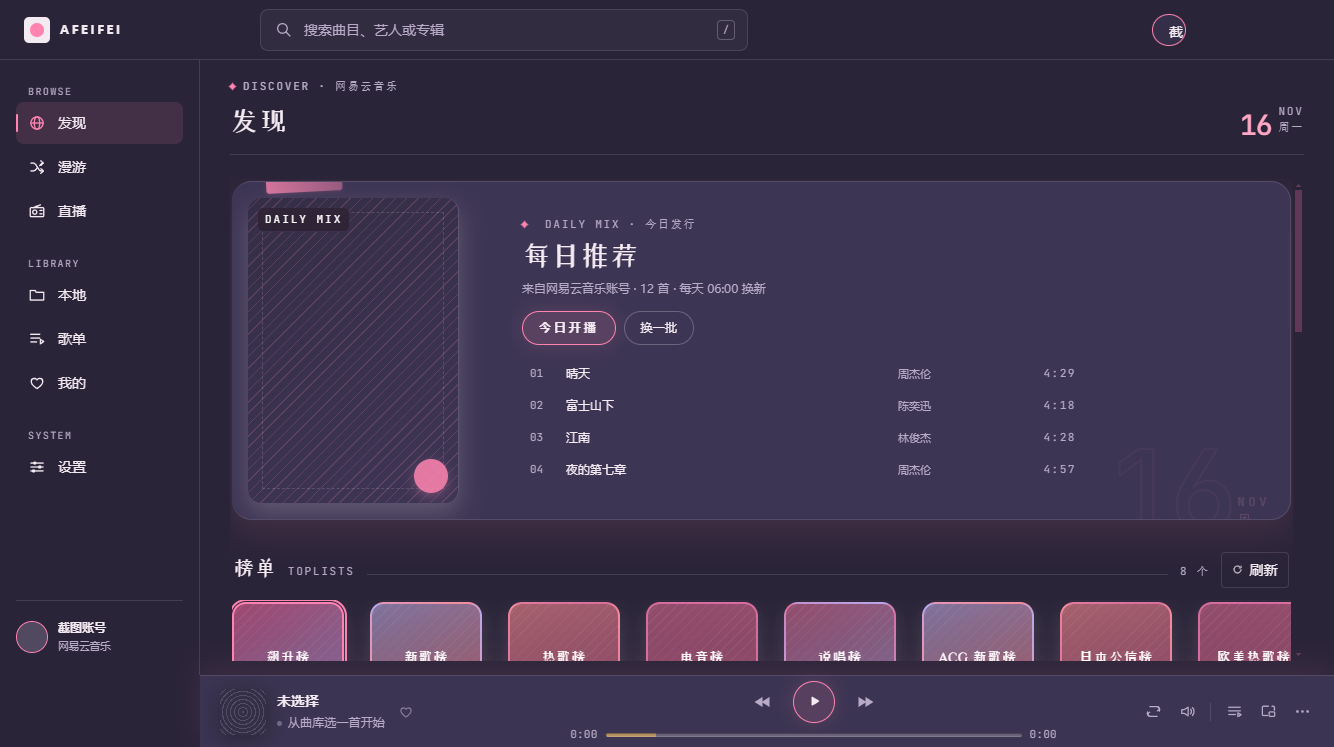 AFEIFEI
搜索曲目、艺人或专辑
/
截
BROWSE
发现
漫游
直播
LIBRARY
本地
歌单
我的
SYSTEM
设置
截图账号
网易云音乐
DISCOVER · 网易云音乐
发现
16
NOV
周一
DAILY MIX
DAILY MIX · 今日发行
每日推荐
来自网易云音乐账号 · 12 首 · 每天 06:00 换新
今日开播
换一批
01 晴天 周杰伦 4:29
02 富士山下 陈奕迅 4:18
03 江南 林俊杰 4:28
04 夜的第七章 周杰伦 4:57
16
NOV
榜单 TOPLISTS
8 个
刷新
飙升榜
新歌榜
热歌榜
电音榜
说唱榜
ACG 新歌榜
日本公信榜
欧美热歌榜
未选择
从曲库选一首开始
0:00
0:00